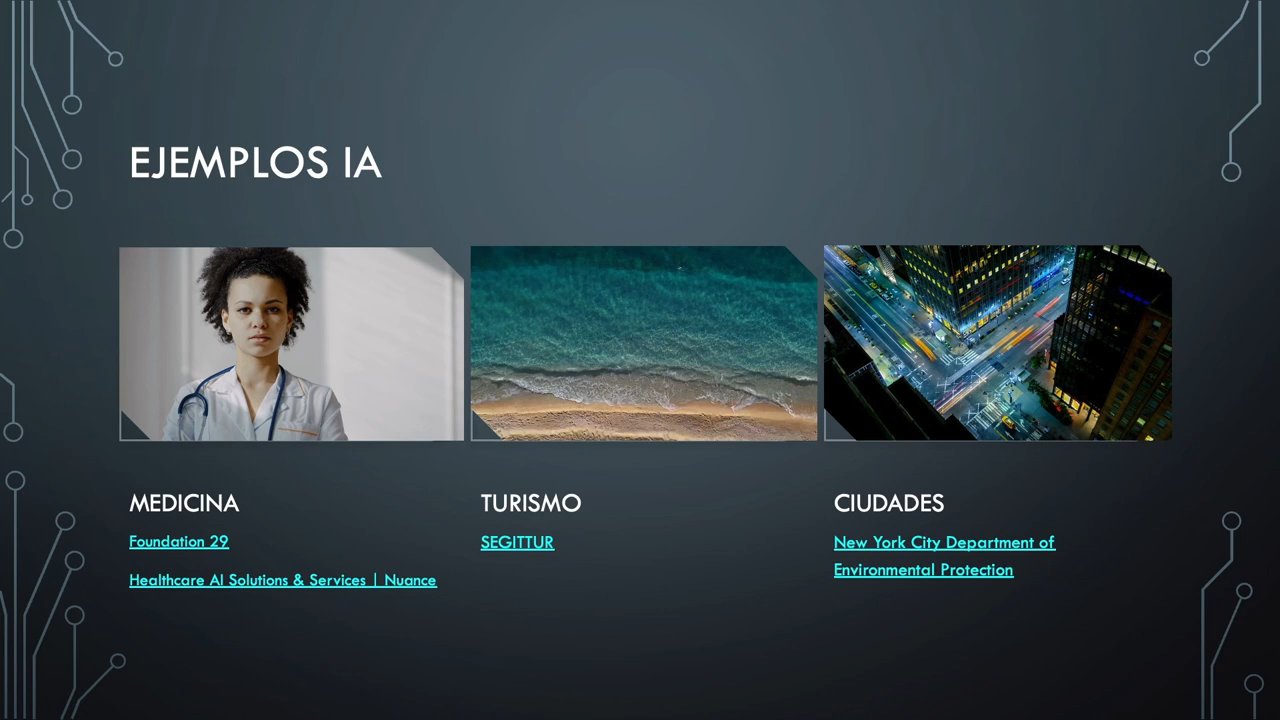 EJEMPLOS IA
MEDICINA
Foundation 29
Healthcare AI Solutions & Services | Nuance
TURISMO
SEGITTUR
CIUDADES
New York City Department of
Environmental Protection